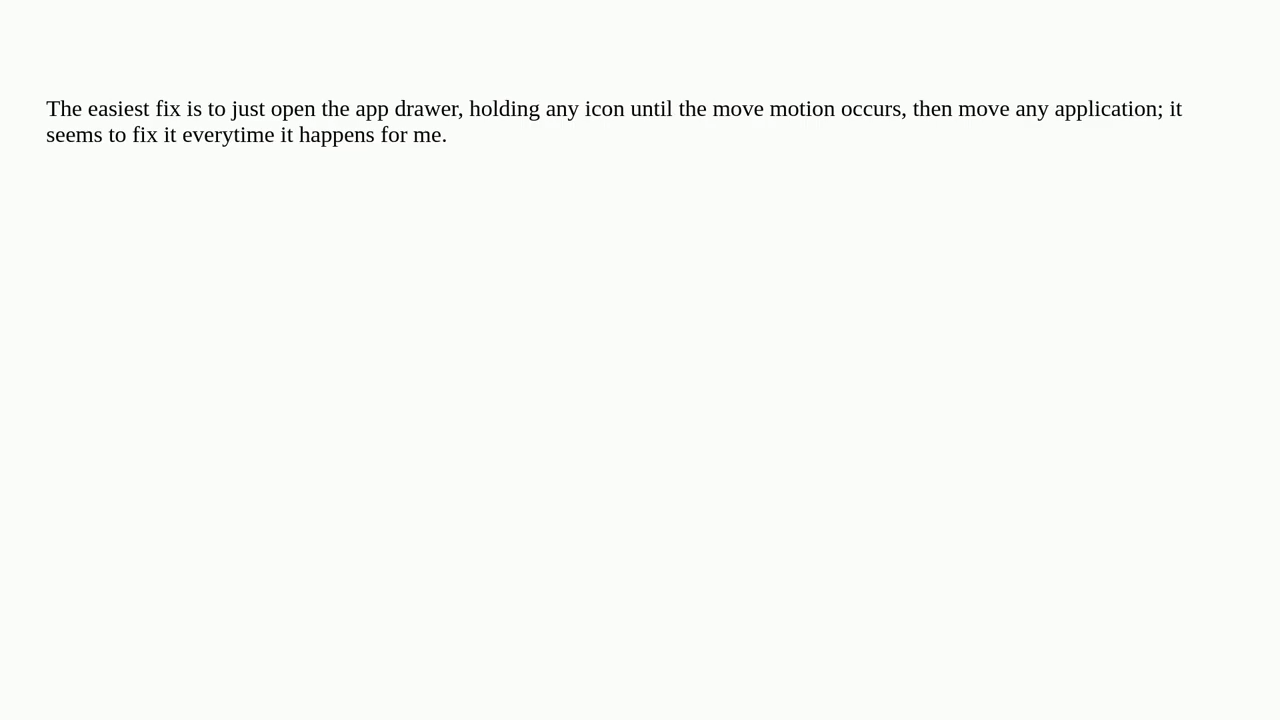 The easiest fix is to just open the app drawer, holding any icon until the move motion occurs, then move any application; it
seems to fix it everytime it happens for me.